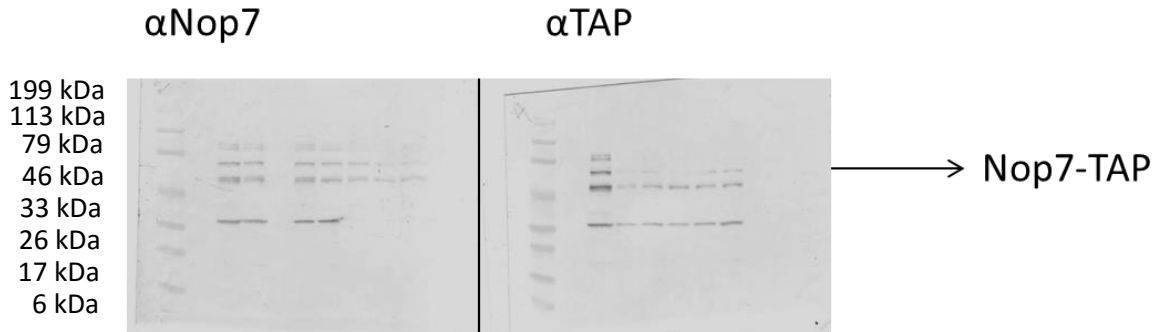 αNop7
αTAP
199 kDa
113 kDa
79 kDa
46 kDa
33 kDa
26 kDa
17 kDa
6 kDa
Nop7-TAP